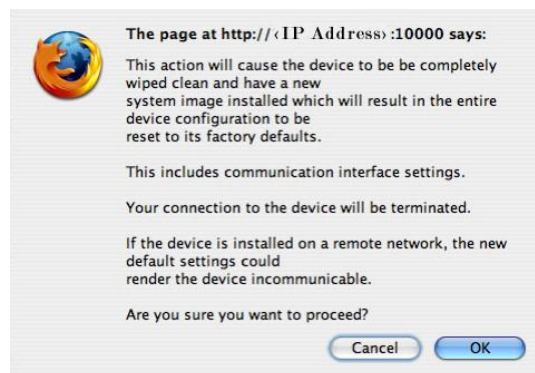 The page at http://‹IP Address› :10000 says:
This action will cause the device to be be completely
wiped clean and have a new
system image installed which will result in the entire
device configuration to be
reset to its factory defaults.
This includes communication interface settings.
Your connection to the device will be terminated.
If the device is installed on a remote network, the new
default settings could
render the device incommunicable.
Are you sure you want to proceed?
Cancel OK